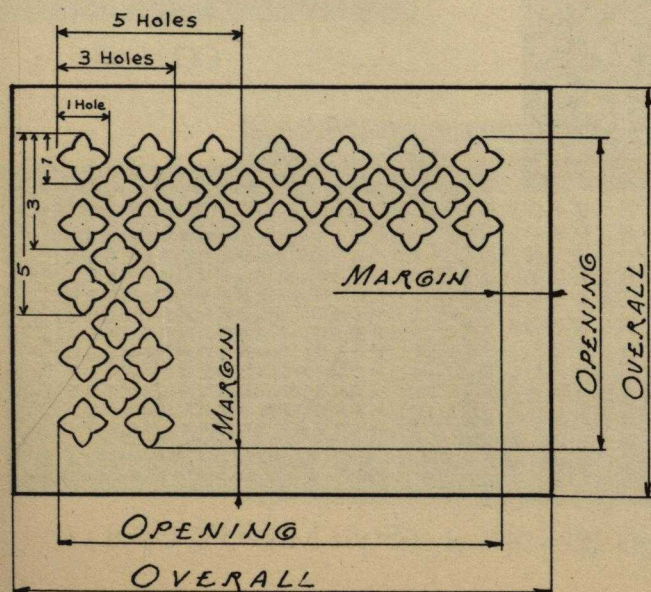 5 Holes
3 Holes
1 Hole
1
3
5
MARGIN
OPENING
OVERALL
MARGIN
OPENING
OVERALL